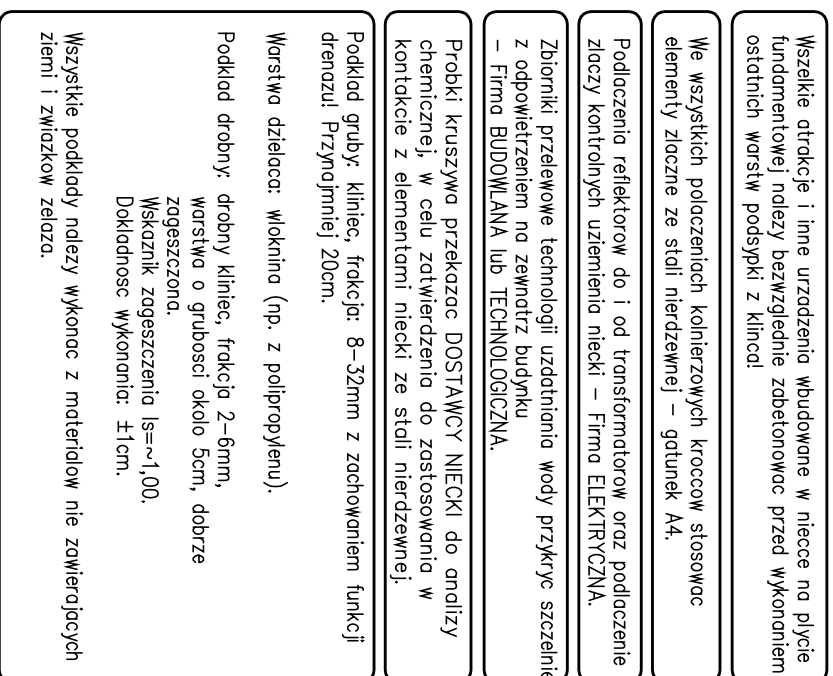 Wszelkie atrakcje i inne urzadzenia wbudowane w niecce na plycie
fundamentowej nalezy bezwglednie zabetonowac przed wykonaniem
ostatnich warstw podsypki z klinca!
We wszystkich polaczeniach kolnierzowych kroccow stosowac
elementy zlaczne ze stali nierdzewnej – gatunek A4.
Podlaczenia reflektorow do i od transformatorow oraz podlaczenie
zlaczy kontrolnych uziemienia niecki – Firma ELEKTRYCZNA.
Zbiorniki przelewowe technologii uzdatniania wody przykryc szczelnie
z odpowietrzeniem na zewnatrz budynku
– Firma BUDOWLANA lub TECHNOLOGICZNA.
Probki kruszywa przekazac DOSTAWCY NIECKI do analizy
chemicznej, w celu zatwierdzenia do zastosowania w
kontakcie z elementami niecki ze stali nierdzewnej.
Podklad gruby: kliniec, frakcja: 8–32mm z zachowaniem funkcji
drenazu! Przynajmniej 20cm.
Warstwa dzielaca: wloknina (np. z polipropylenu).
Podklad drobny: drobny kliniec, frakcja 2–6mm,
warstwa o grubosci okolo 5cm, dobrze
zageszczona.
Wskaznik zageszczenia Is=~1,00.
Dokladnosc wykonania: ±1cm.
Wszystkie podklady nalezy wykonac z materialow nie zawierajacych
ziemi i zwiazkow zelaza.